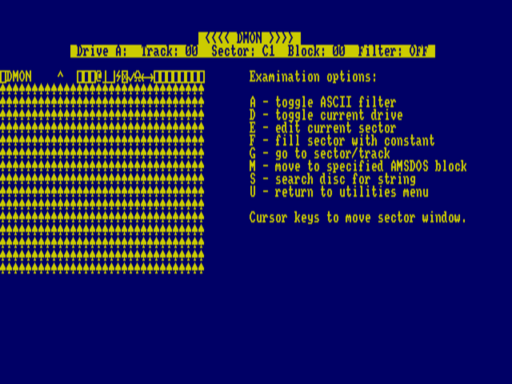 <<<< DMON >>>>
Drive A: Track: 00 Sector: C1 Block: 00 Filter: OFF
DMON ^
Examination options:
A - toggle ASCII filter
D - toggle current drive
E - edit current sector
F - fill sector with constant
G - go to sector/track
M - move to specified AMSDOS block
S - search disc for string
U - return to utilities menu
Cursor keys to move sector window.